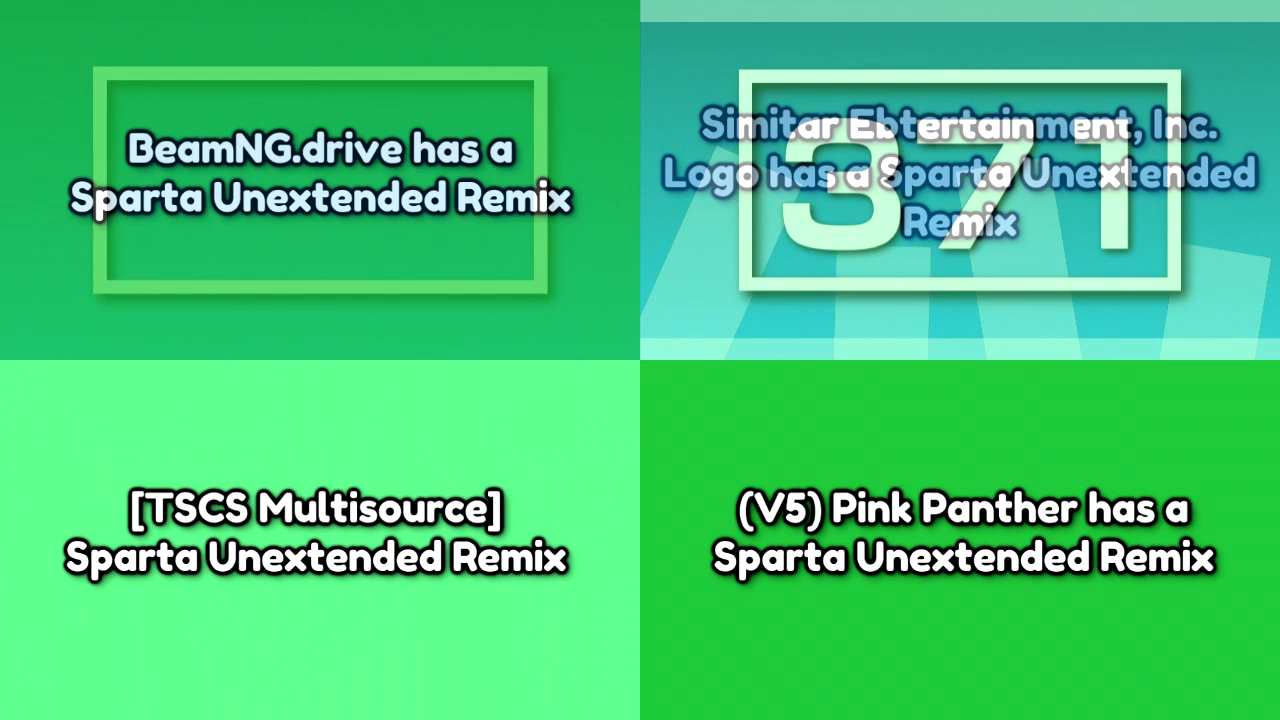 BeamNG.drive has a
Sparta Unextended Remix
Simitar Ebtertainment, Inc.
Logo has a Sparta Unextended
Remix
371
[TSCS Multisource]
Sparta Unextended Remix
(V5) Pink Panther has a
Sparta Unextended Remix